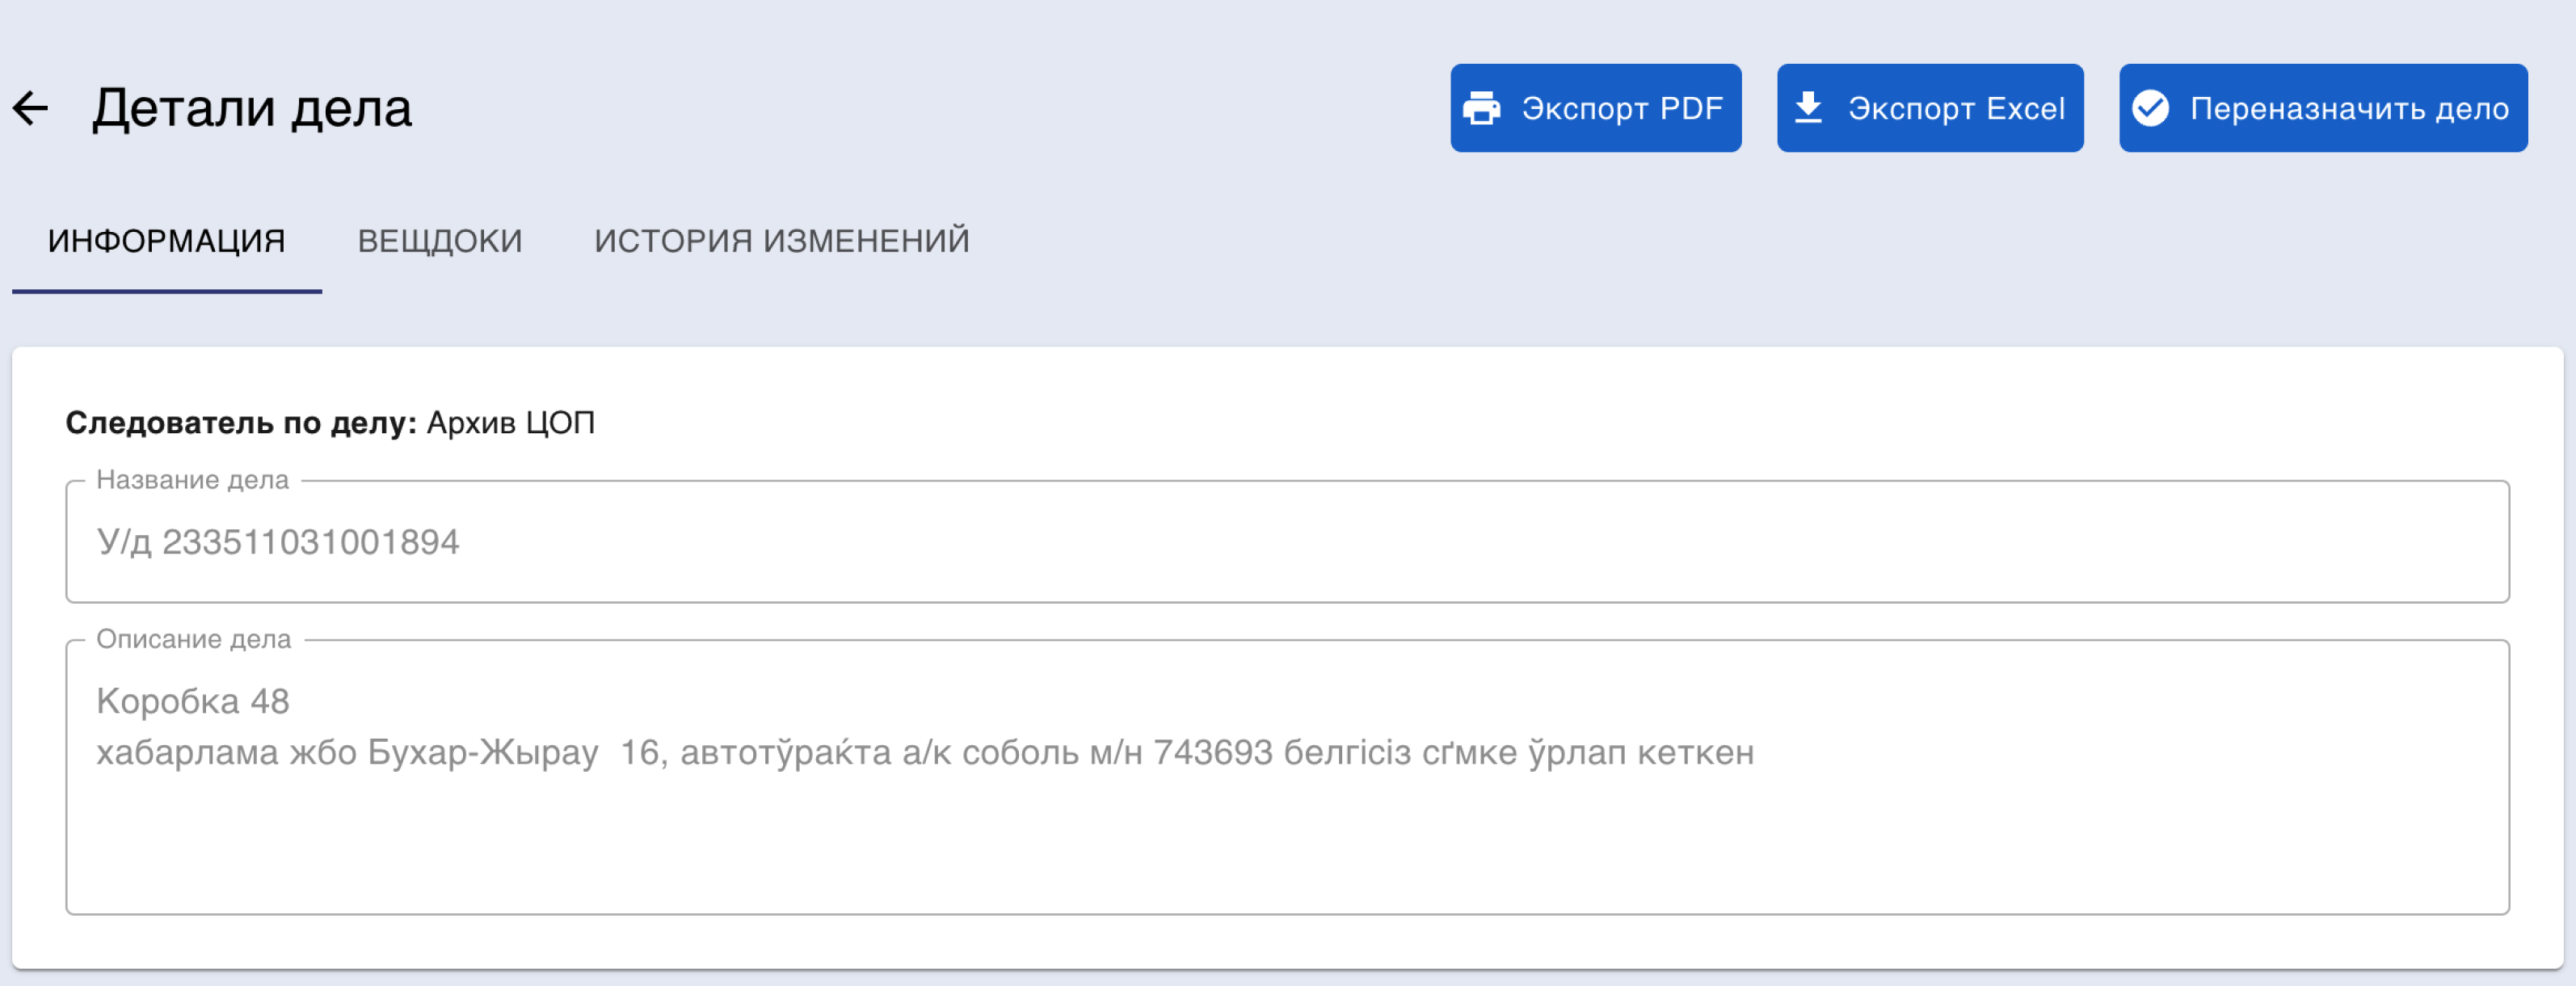 Детали дела
Экспорт PDF
Экспорт Excel
Переназначить дело
ИНФОРМАЦИЯ
ВЕЩДОКИ
ИСТОРИЯ ИЗМЕНЕНИЙ
Следователь по делу: Архив ЦОП
Название дела
У/д 233511031001894
Описание дела
Коробка 48
хабарлама жбо Бухар-Жырау  16, автотўраќта а/к соболь м/н 743693 белгісіз сґмке ўрлап кеткен